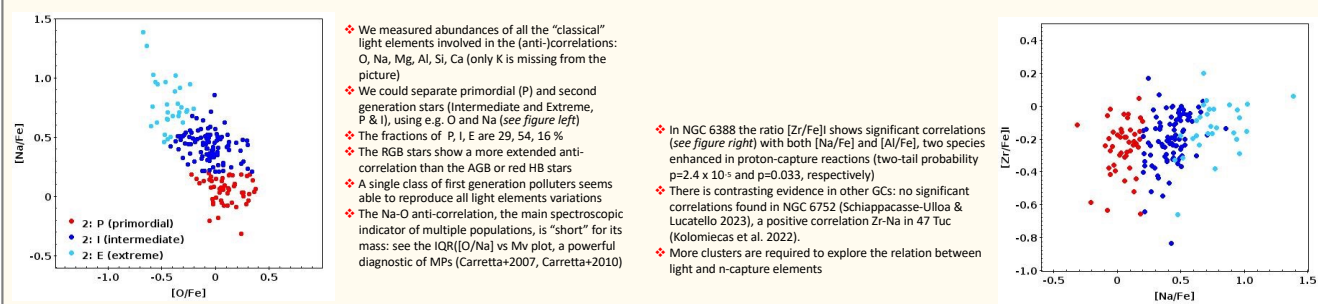 1.5
1.0
0.5
0
-0.5
[Na/Fe]
2: P (primordial)
2: I (intermediate)
2: E (extreme)
-1.0
-0.5
0
0.5
[O/Fe]
❖ We measured abundances of all the “classical”
light elements involved in the (anti-)correlations:
O, Na, Mg, Al, Si, Ca (only K is missing from the
picture)
❖ We could separate primordial (P) and second
generation stars (Intermediate and Extreme,
P & I), using e.g. O and Na (see figure left)
❖ The fractions of P, I, E are 29, 54, 16 %
❖ The RGB stars show a more extended anti-
correlation than the AGB or red HB stars
❖ A single class of first generation polluters seems
able to reproduce all light elements variations
❖ The Na-O anti-correlation, the main spectroscopic
indicator of multiple populations, is “short” for its
mass: see the IQR([O/Na] vs Mv plot, a powerful
diagnostic of MPs (Carretta+2007, Carretta+2010)
❖ In NGC 6388 the ratio [Zr/Fe]I shows significant correlations
(see figure right) with both [Na/Fe] and [Al/Fe], two species
enhanced in proton-capture reactions (two-tail probability
p=2.4 x 10-5 and p=0.033, respectively)
❖ There is contrasting evidence in other GCs: no significant
correlations found in NGC 6752 (Schiappacasse-Ulloa &
Lucatello 2023), a positive correlation Zr-Na in 47 Tuc
(Kolomiecas et al. 2022).
❖ More clusters are required to explore the relation between
light and n-capture elements
0.4
0.2
0
-0.2
-0.4
-0.6
-0.8
-1.0
[Zr/Fe]I
-0.5
0
0.5
1.0
1.5
[Na/Fe]